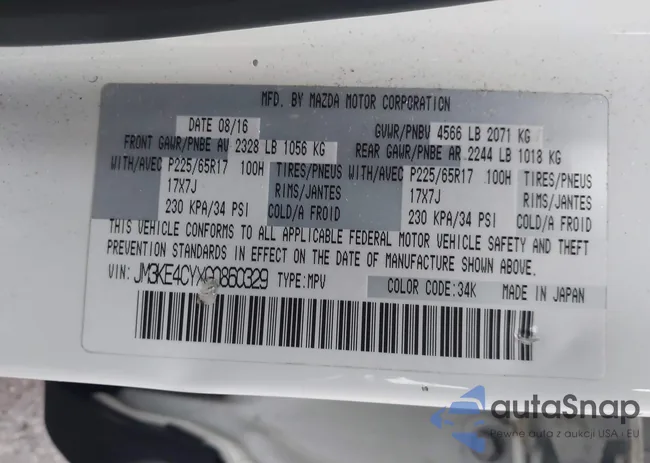 MFD. BY MAZDA MOTOR CORPORATION
DATE 08/16 GVWR/PNBV 4566 LB 2071 KG
FRONT GAWR/PNBE AV 2328 LB 1056 KG REAR GAWR/PNBE AR 2244 LB 1018 KG
WITH/AVEC P225/65R17 100H TIRES/PNEUS WITH/AVEC P225/65R17 100H TIRES/PNEUS
17X7J RIMS/JANTES 17X7J RIMS/JANTES
230 KPA/34 PSI COLD/A FROID 230 KPA/34 PSI COLD/A FROID
THIS VEHICLE CONFORMS TO ALL APPLICABLE FEDERAL MOTOR VEHICLE SAFETY AND THEFT
PREVENTION STANDARDS IN EFFECT ON THE DATE OF MANUFACTURE SHOWN ABOVE.
VIN: JM3KE4CYXG0860329 TYPE:MPV COLOR CODE:34K MADE IN JAPAN
autaSnap
Pewne auto z aukcji USA i EU